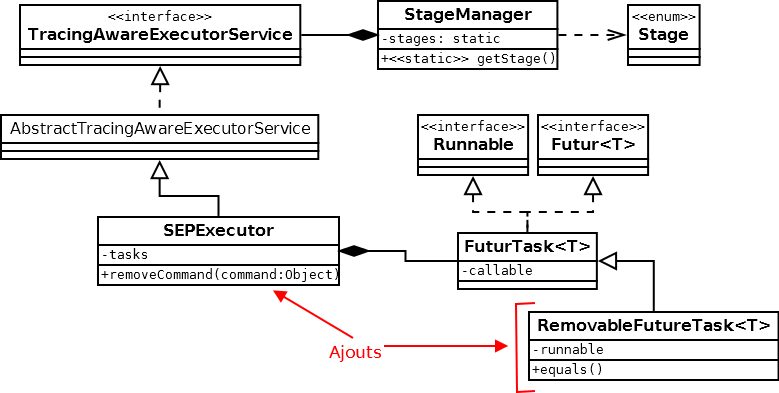 <<interface>>
TracingAwareExecutorService
StageManager
-stages: static
+<<static>> getStage()
<<enum>>
Stage
AbstractTracingAwareExecutorService
<<interface>>
Runnable
<<interface>>
Futur<T>
SEPExecutor
-tasks
+removeCommand(command:Object)
FuturTask<T>
-callable
Ajouts
RemovableFutureTask<T>
-runnable
+equals()